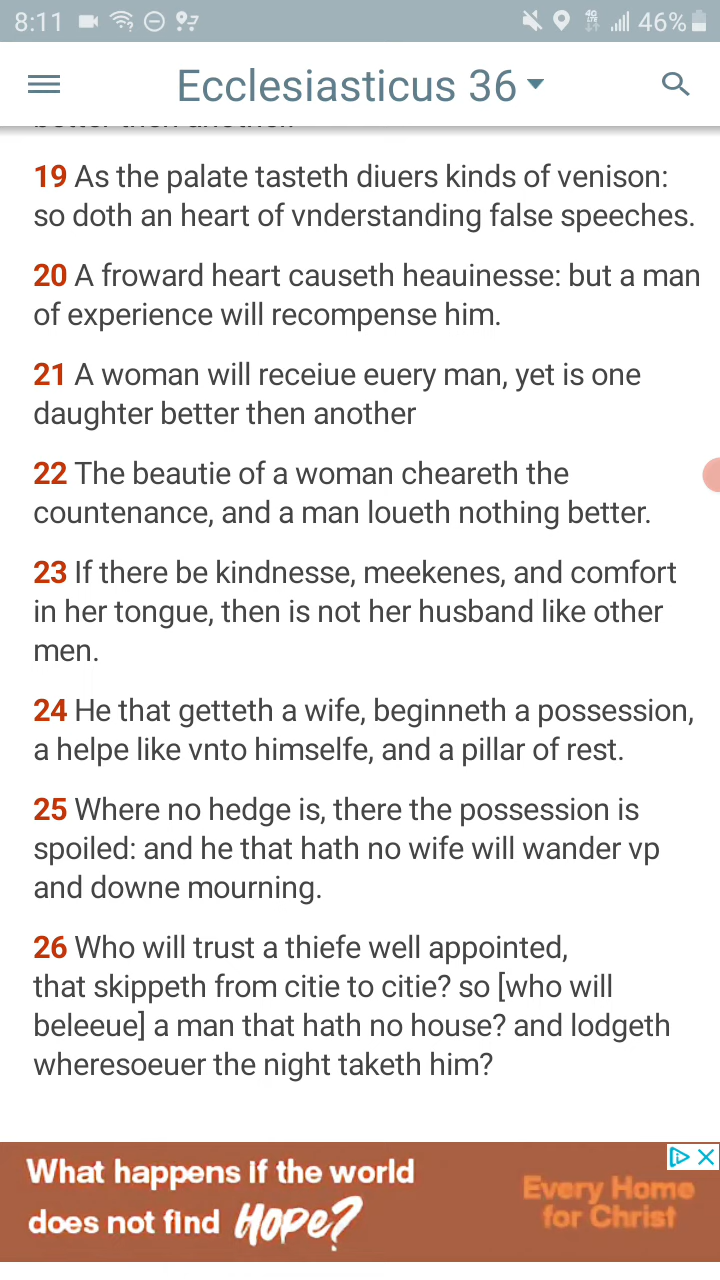 8:11
4G
46%
Ecclesiasticus 36
better then another.
19 As the palate tasteth diuers kinds of venison:
so doth an heart of vnderstanding false speeches.
20 A froward heart causeth heauinesse: but a man
of experience will recompense him.
21 A woman will receiue euery man, yet is one
daughter better then another
22 The beautie of a woman cheareth the
countenance, and a man loueth nothing better.
23 If there be kindnesse, meekenes, and comfort
in her tongue, then is not her husband like other
men.
24 He that getteth a wife, beginneth a possession,
a helpe like vnto himselfe, and a pillar of rest.
25 Where no hedge is, there the possession is
spoiled: and he that hath no wife will wander vp
and downe mourning.
26 Who will trust a thiefe well appointed,
that skippeth from citie to citie? so [who will
beleeue] a man that hath no house? and lodgeth
wheresoeuer the night taketh him?
What happens if the world
does not find HOPE?
Every Home
for Christ